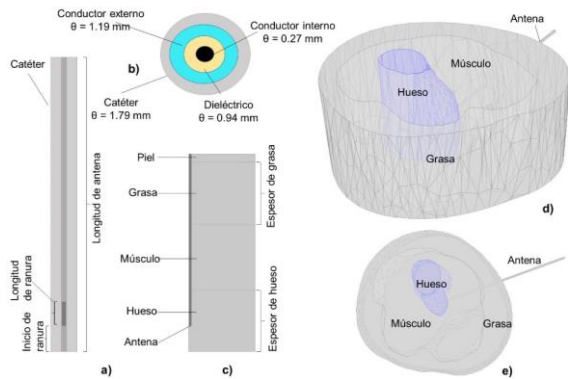 Catéter
Longitud de antena
Longitud
de ranura
Inicio de
ranura
a)
Conductor externo
θ = 1.19 mm
Conductor interno
θ = 0.27 mm
b)
Catéter
θ = 1.79 mm
Dieléctrico
θ = 0.94 mm
Piel
Grasa
Músculo
Hueso
Antena
Espesor de grasa
Espesor de hueso
c)
Antena
Músculo
Hueso
Grasa
d)
Antena
Hueso
Músculo
Grasa
e)